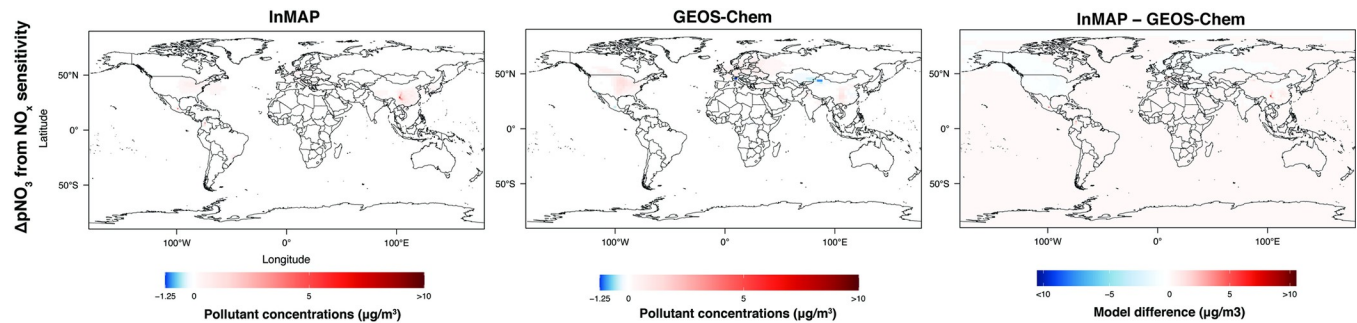 InMAP
GEOS-Chem
InMAP – GEOS-Chem
ΔpNO₃ from NOₓ sensitivity
Latitude
50°N
0°
50°S
100°W
0°
100°E
Longitude
100°W
0°
100°E
50°N
0°
50°S
100°W
0°
100°E
50°N
0°
50°S
−1.25
0
5
>10
Pollutant concentrations (μg/m³)
−1.25
0
5
>10
Pollutant concentrations (μg/m³)
<10
−5
0
5
>10
Model difference (μg/m3)